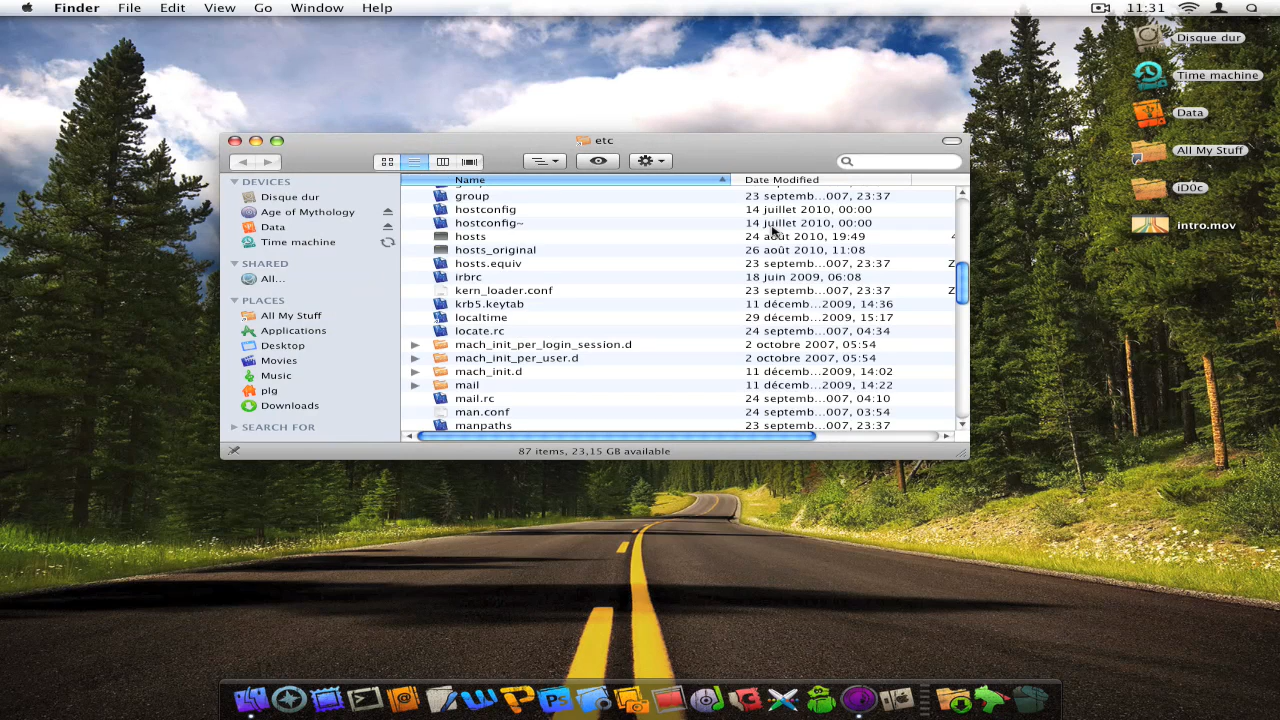 Finder File Edit View Go Window Help 11:31
Disque dur
Time machine
Data
All My Stuff
iD0c
intro.mov
etc
DEVICES
Disque dur
Age of Mythology
Data
Time machine
SHARED
All...
PLACES
All My Stuff
Applications
Desktop
Movies
Music
plg
Downloads
SEARCH FOR
Name Date Modified
group 23 septemb...007, 23:37
hostconfig 14 juillet 2010, 00:00
hostconfig~ 14 juillet 2010, 00:00
hosts 24 août 2010, 19:49
hosts_original 26 août 2010, 11:08
hosts.equiv 23 septemb...007, 23:37 Z
irbrc 18 juin 2009, 06:08
kern_loader.conf 23 septemb...007, 23:37 Z
krb5.keytab 11 décemb...2009, 14:36
localtime 29 décemb...2009, 15:17
locate.rc 24 septemb...007, 04:34
mach_init_per_login_session.d 2 octobre 2007, 05:54
mach_init_per_user.d 2 octobre 2007, 05:54
mach_init.d 11 décemb...2009, 14:02
mail 11 décemb...2009, 14:22
mail.rc 24 septemb...007, 04:10
man.conf 24 septemb...007, 03:54
manpaths 23 septemb...007, 23:37
87 items, 23,15 GB available
Ps